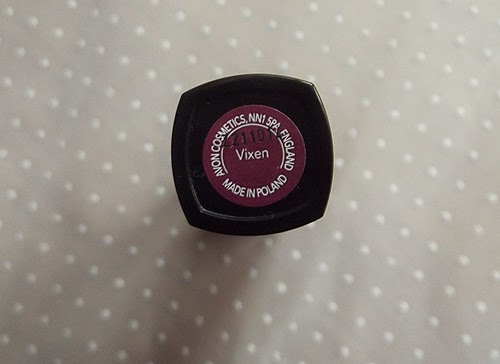 AVON COSMETICS, NN1 5PA, ENGLAND
Vixen
MADE IN POLAND